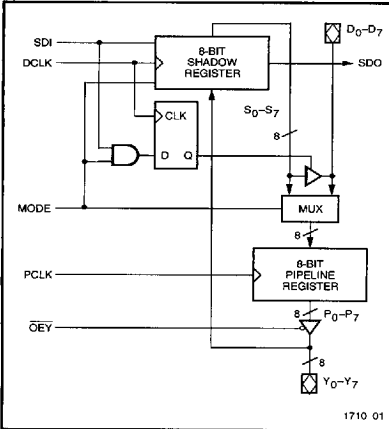 D0–D7
SDI
DCLK
8-BIT
SHADOW
REGISTER
SDO
CLK
D Q
S0–S7
8
MODE
MUX
8
PCLK
8-BIT
PIPELINE
REGISTER
8 P0–P7
OEY
8
Y0–Y7
1710 01